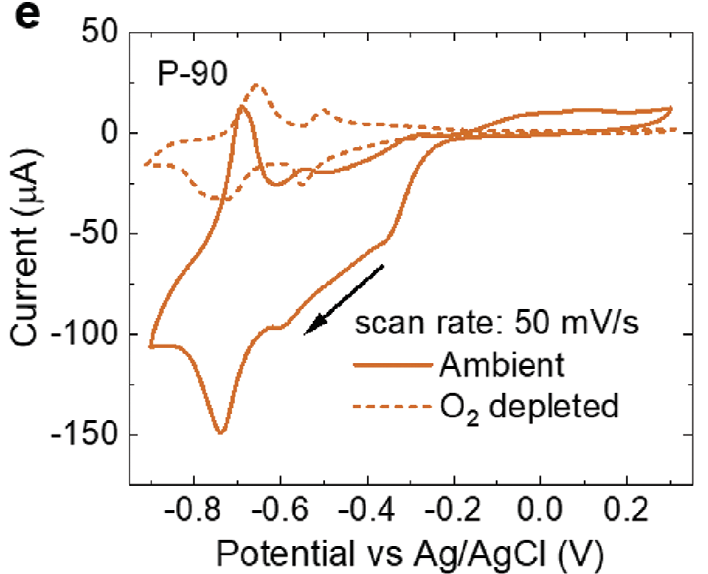 e
P-90
50
0
-50
-100
-150
Current (μA)
scan rate: 50 mV/s
Ambient
O₂ depleted
-0.8 -0.6 -0.4 -0.2 0.0 0.2
Potential vs Ag/AgCl (V)